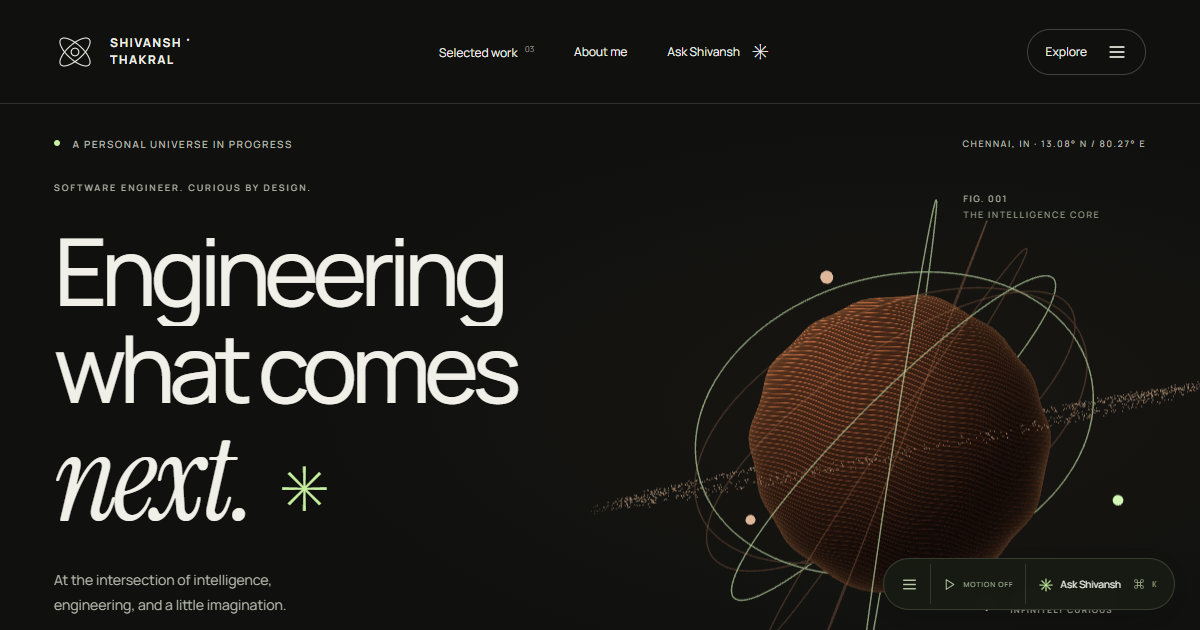 SHIVANSH
THAKRAL
Selected work 03
About me
Ask Shivansh
Explore
A PERSONAL UNIVERSE IN PROGRESS
CHENNAI, IN · 13.08° N / 80.27° E
SOFTWARE ENGINEER. CURIOUS BY DESIGN.
FIG. 001
THE INTELLIGENCE CORE
Engineering
what comes
next.
At the intersection of intelligence,
engineering, and a little imagination.
MOTION OFF
Ask Shivansh ⌘ K
INFINITELY CURIOUS